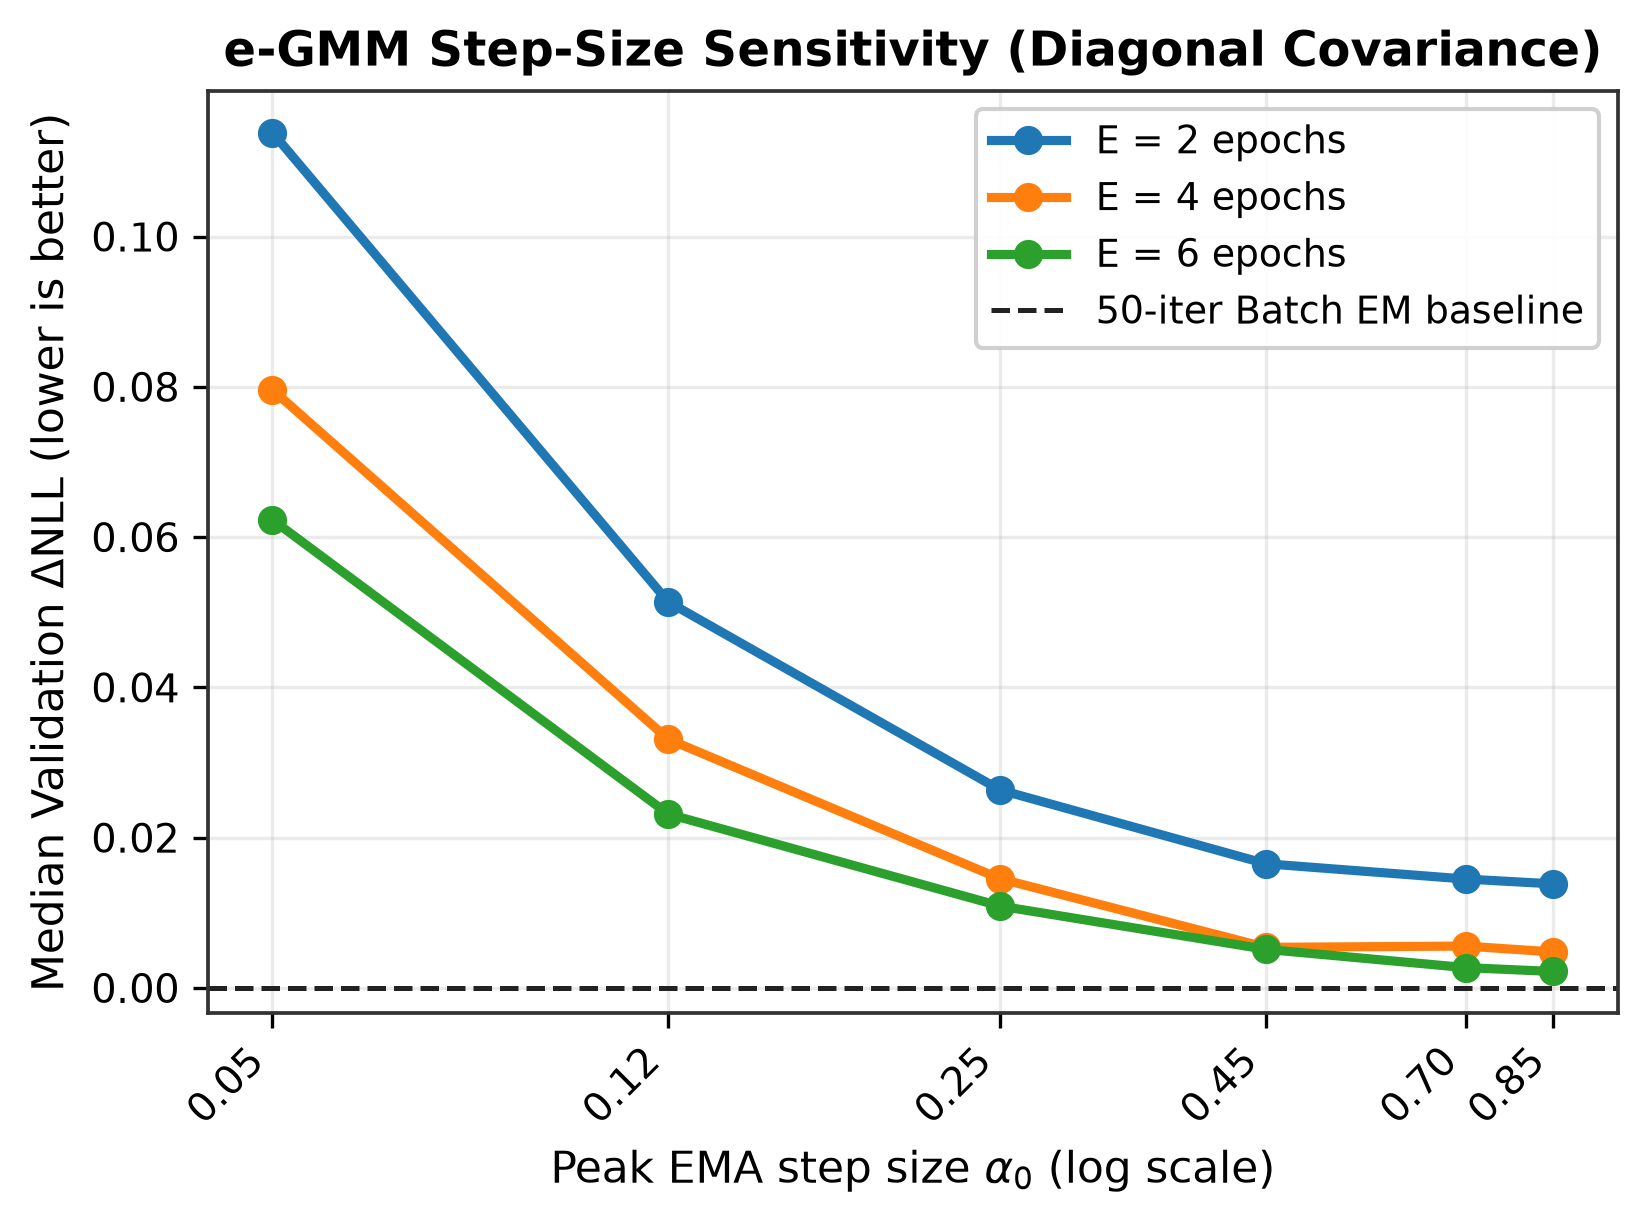 e-GMM Step-Size Sensitivity (Diagonal Covariance)
E = 2 epochs
E = 4 epochs
E = 6 epochs
50-iter Batch EM baseline
Median Validation ΔNLL (lower is better)
0.10
0.08
0.06
0.04
0.02
0.00
0.05
0.12
0.25
0.45
0.70
0.85
Peak EMA step size α₀ (log scale)